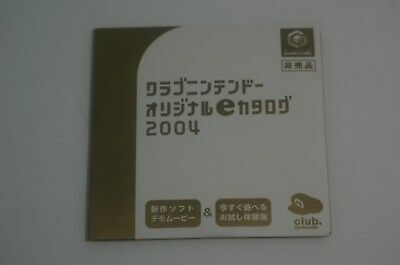 非売品
クラブニンテンドー
オリジナルeカタログ
2004
新作ソフト
デモムービー
&
今すぐ遊べる
お試し体験版
club.
nintendo